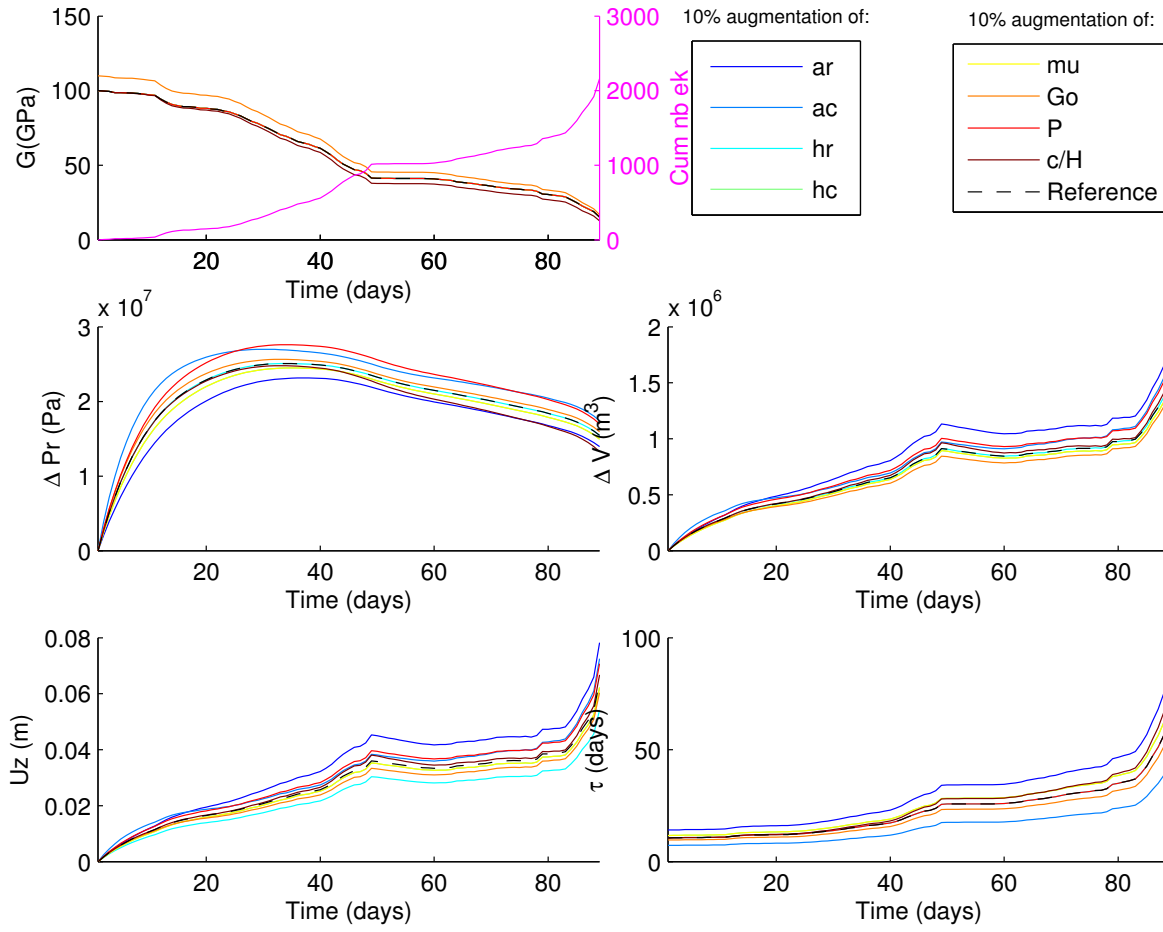 150
100
50
0
G(GPa)
20
40
60
80
Time (days)
3000
2000
1000
0
Cum nb ek
10% augmentation of:
ar
ac
hr
hc
10% augmentation of:
mu
Go
P
c/H
Reference
x 10^7
3
2
1
0
Δ Pr (Pa)
20
40
60
80
Time (days)
x 10^6
2
1.5
1
0.5
0
Δ V (m^3)
20
40
60
80
Time (days)
0.08
0.06
0.04
0.02
0
Uz (m)
20
40
60
80
Time (days)
100
50
0
τ (days)
20
40
60
80
Time (days)